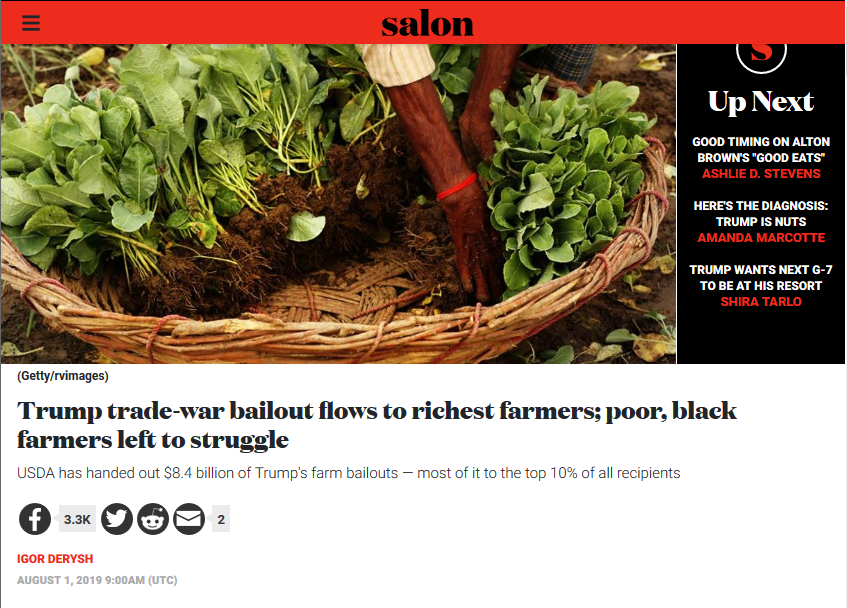 salon
S
Up Next
GOOD TIMING ON ALTON
BROWN'S "GOOD EATS"
ASHLIE D. STEVENS
HERE'S THE DIAGNOSIS:
TRUMP IS NUTS
AMANDA MARCOTTE
TRUMP WANTS NEXT G-7
TO BE AT HIS RESORT
SHIRA TARLO
(Getty/rvimages)
Trump trade-war bailout flows to richest farmers; poor, black
farmers left to struggle
USDA has handed out $8.4 billion of Trump's farm bailouts — most of it to the top 10% of all recipients
3.3K
2
IGOR DERYSH
AUGUST 1, 2019 9:00AM (UTC)